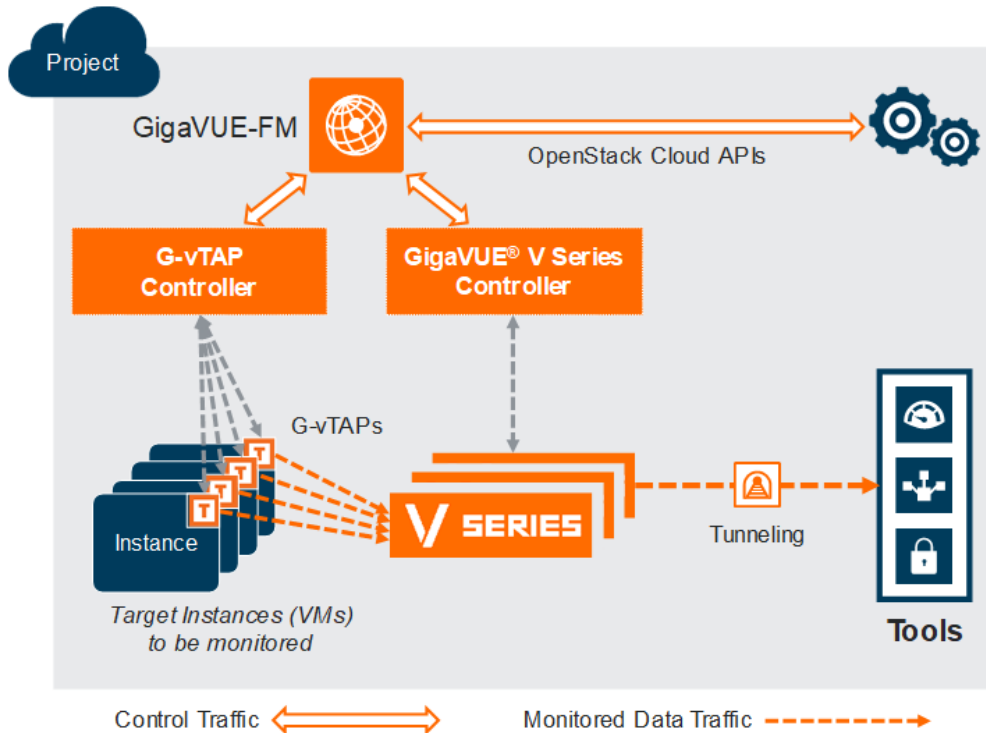 Project
GigaVUE-FM
OpenStack Cloud APIs
G-vTAP
Controller
GigaVUE® V Series
Controller
G-vTAPs
T
T
T
T
Instance
V SERIES
Tunneling
Target Instances (VMs)
to be monitored
Tools
Control Traffic
Monitored Data Traffic